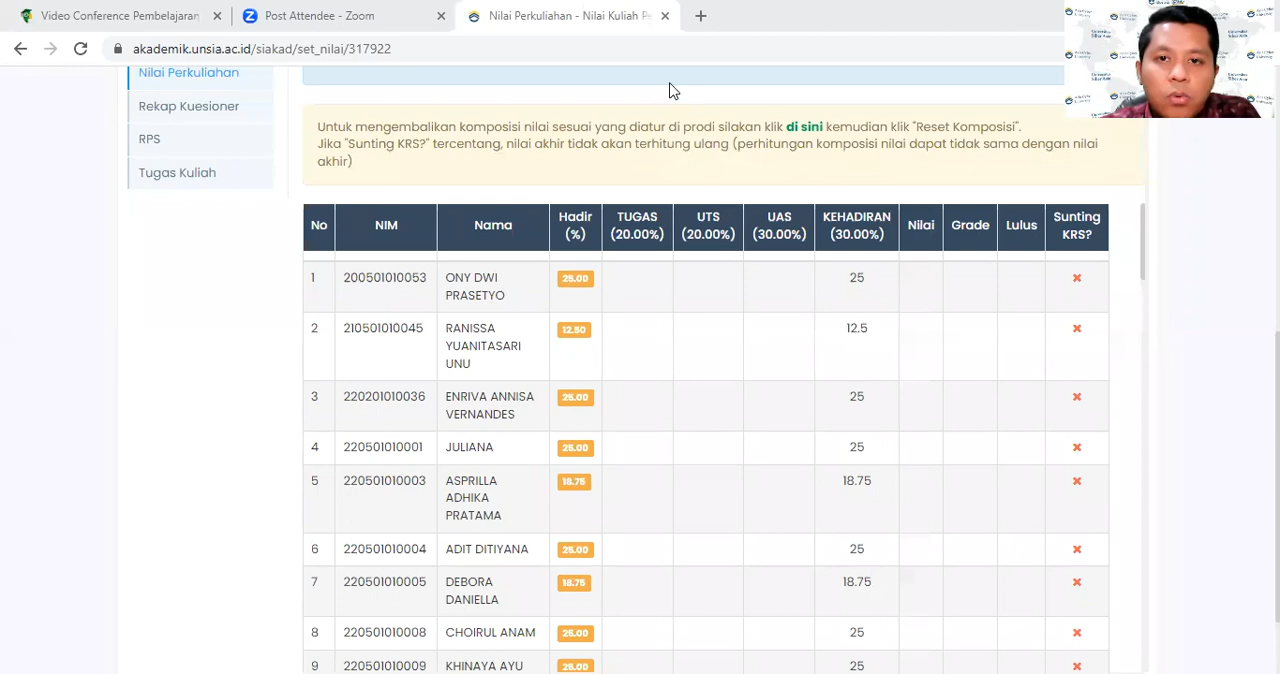 Video Conference Pembelajaran
Post Attendee - Zoom
Nilai Perkuliahan - Nilai Kuliah Pe
akademik.unsia.ac.id/siakad/set_nilai/317922
Nilai Perkuliahan
Rekap Kuesioner
RPS
Tugas Kuliah
Untuk mengembalikan komposisi nilai sesuai yang diatur di prodi silakan klik di sini kemudian klik "Reset Komposisi".
Jika "Sunting KRS?" tercentang, nilai akhir tidak akan terhitung ulang (perhitungan komposisi nilai dapat tidak sama dengan nilai
akhir)
No NIM Nama Hadir (%) TUGAS (20.00%) UTS (20.00%) UAS (30.00%) KEHADIRAN (30.00%) Nilai Grade Lulus Sunting KRS?
1 200501010053 ONY DWI 25.00 25
PRASETYO
2 210501010045 RANISSA 12.50 12.5
YUANITASARI
UNU
3 220201010036 ENRIVA ANNISA 25.00 25
VERNANDES
4 220501010001 JULIANA 25.00 25
5 220501010003 ASPRILLA 18.75 18.75
ADHIKA
PRATAMA
6 220501010004 ADIT DITIYANA 25.00 25
7 220501010005 DEBORA 18.75 18.75
DANIELLA
8 220501010008 CHOIRUL ANAM 25.00 25
9 220501010009 KHINAYA AYU 25.00 25